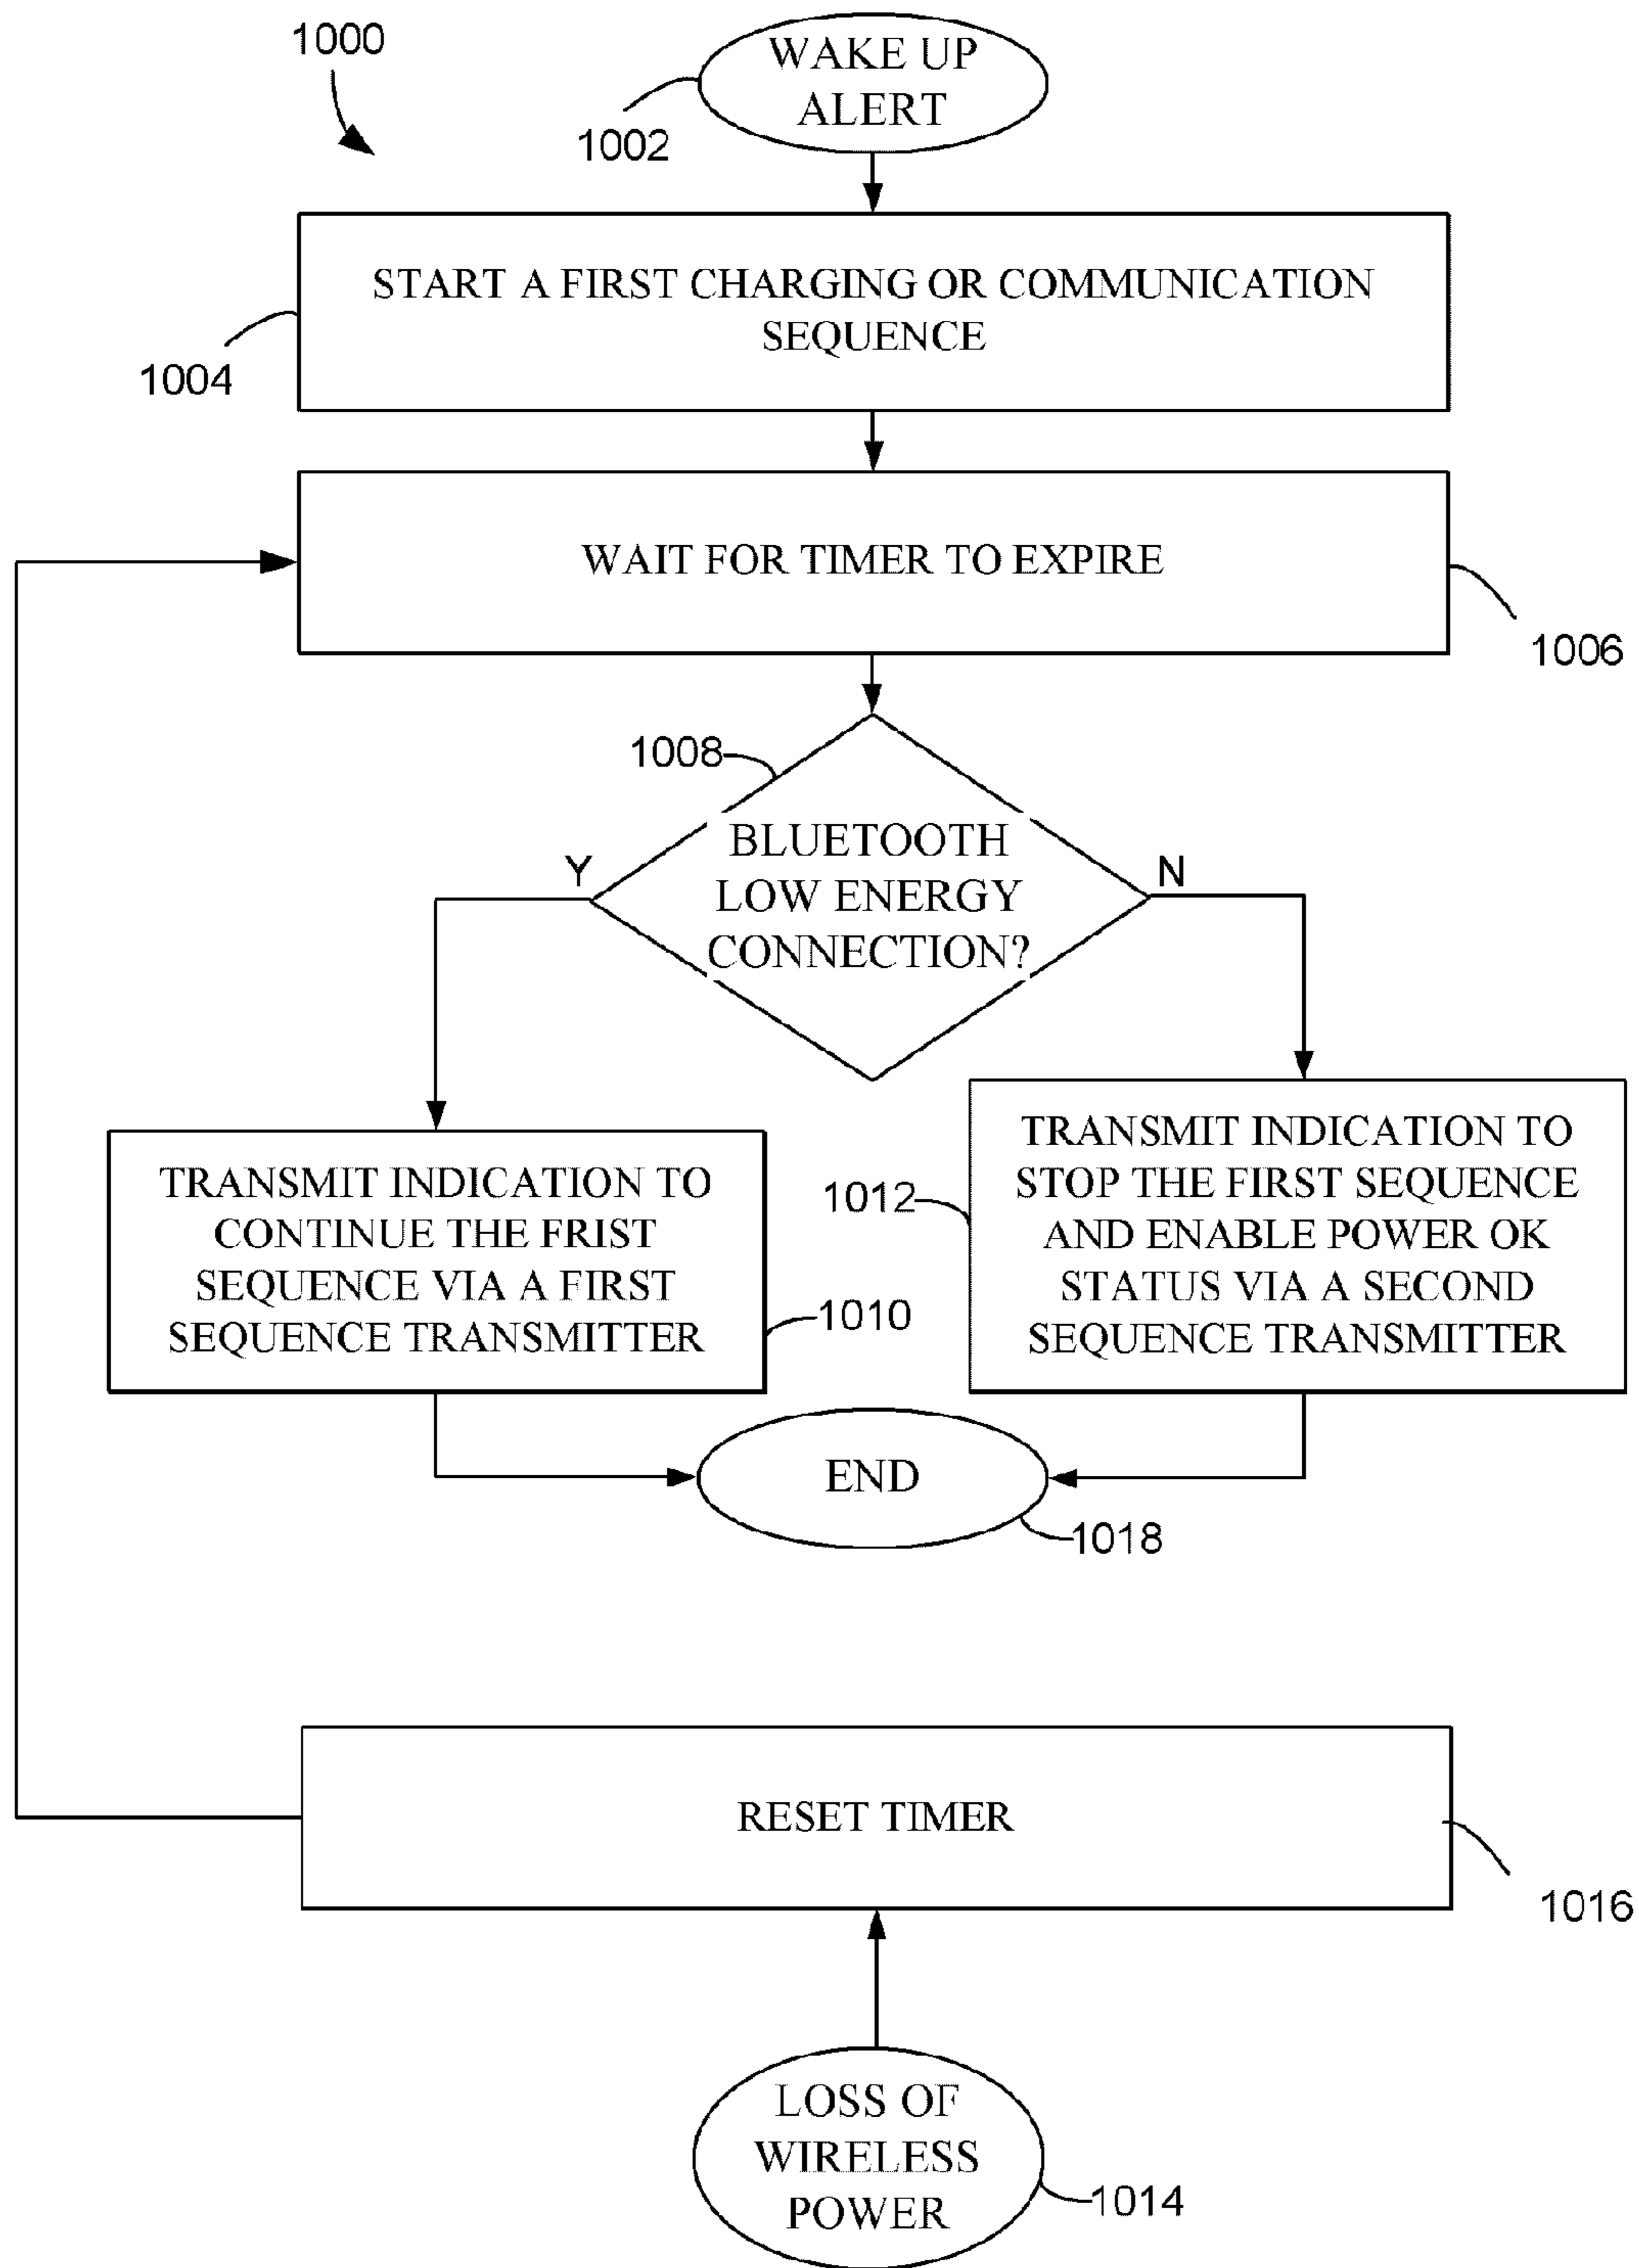 1000
WAKE UP
ALERT
1002
START A FIRST CHARGING OR COMMUNICATION
SEQUENCE
1004
WAIT FOR TIMER TO EXPIRE
1006
1008
BLUETOOTH
LOW ENERGY
CONNECTION?
Y
N
TRANSMIT INDICATION TO
CONTINUE THE FRIST
SEQUENCE VIA A FIRST
SEQUENCE TRANSMITTER
1010
1012
TRANSMIT INDICATION TO
STOP THE FIRST SEQUENCE
AND ENABLE POWER OK
STATUS VIA A SECOND
SEQUENCE TRANSMITTER
END
1018
RESET TIMER
1016
LOSS OF
WIRELESS
POWER
1014